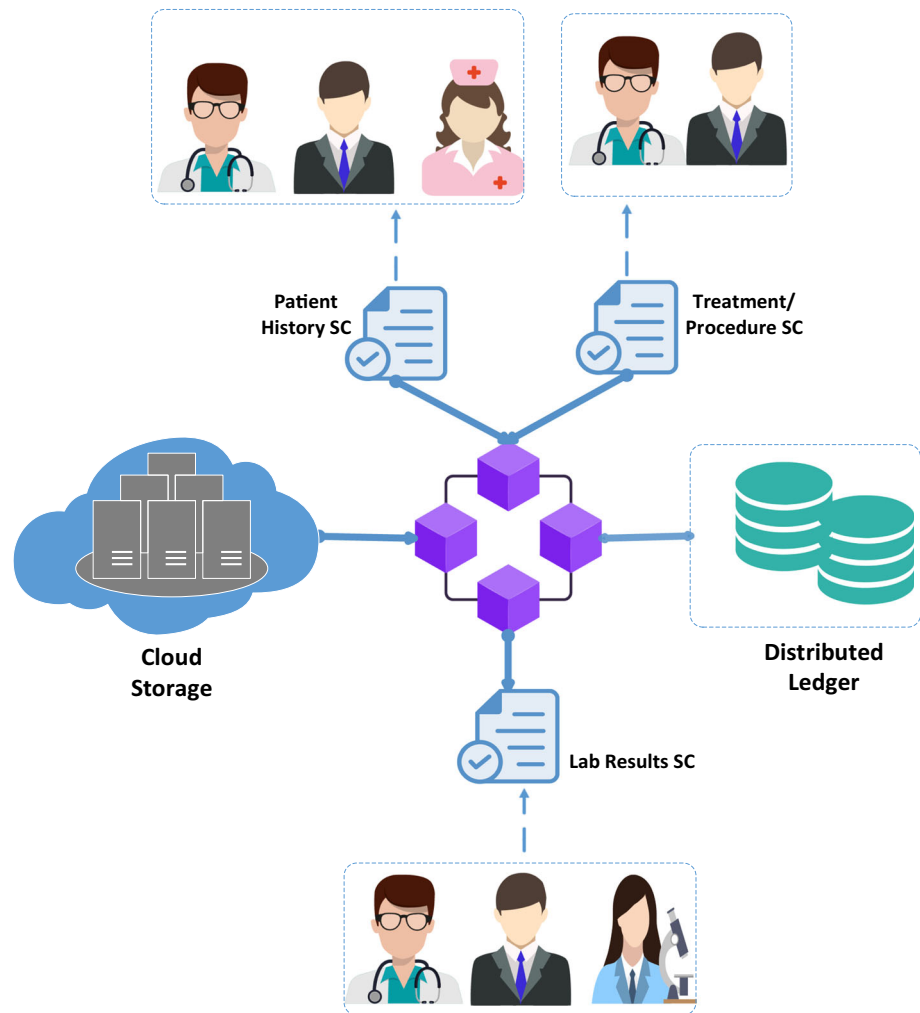 Patient
History SC
Treatment/
Procedure SC
Cloud
Storage
Distributed
Ledger
Lab Results SC